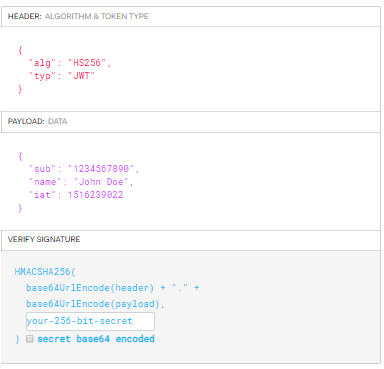 HEADER: ALGORITHM & TOKEN TYPE
{
"alg": "HS256",
"typ": "JWT"
}
PAYLOAD: DATA
{
"sub": "1234567890",
"name": "John Doe",
"iat": 1516239022
}
VERIFY SIGNATURE
HMACSHA256(
base64UrlEncode(header) + "." +
base64UrlEncode(payload),
your-256-bit-secret
) secret base64 encoded